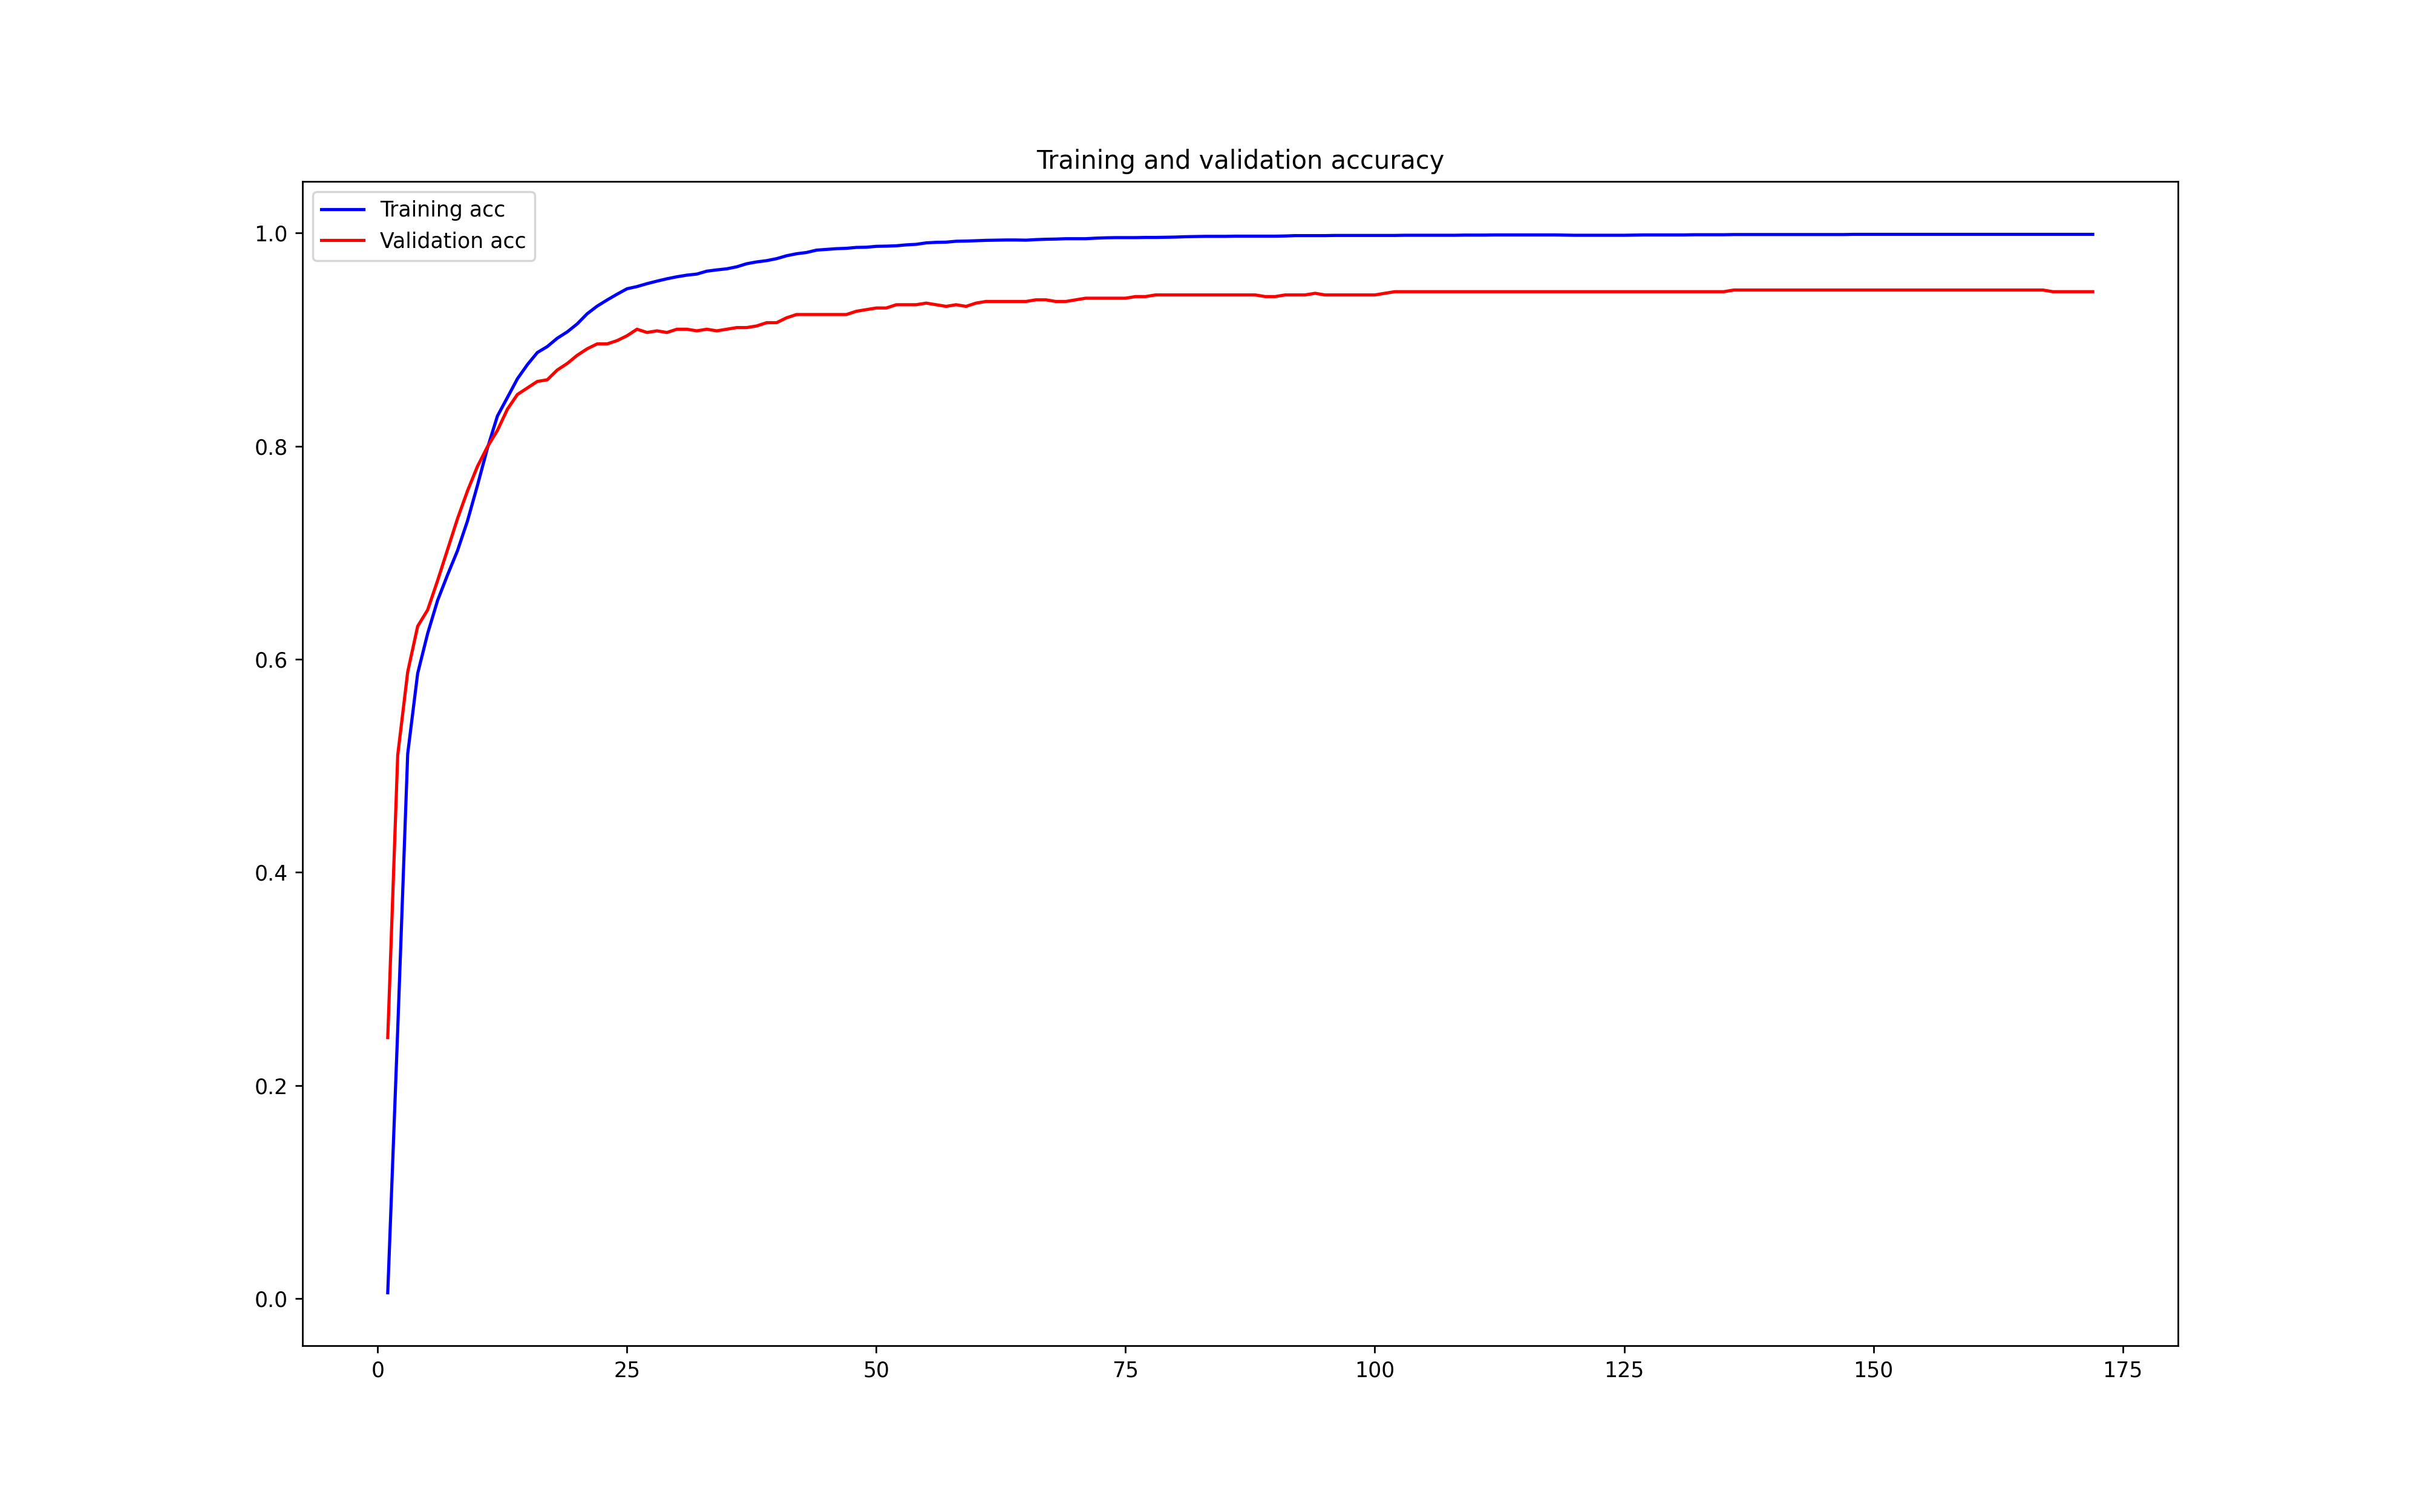 Training and validation accuracy
Training acc
Validation acc
1.0
0.8
0.6
0.4
0.2
0.0
0 25 50 75 100 125 150 175